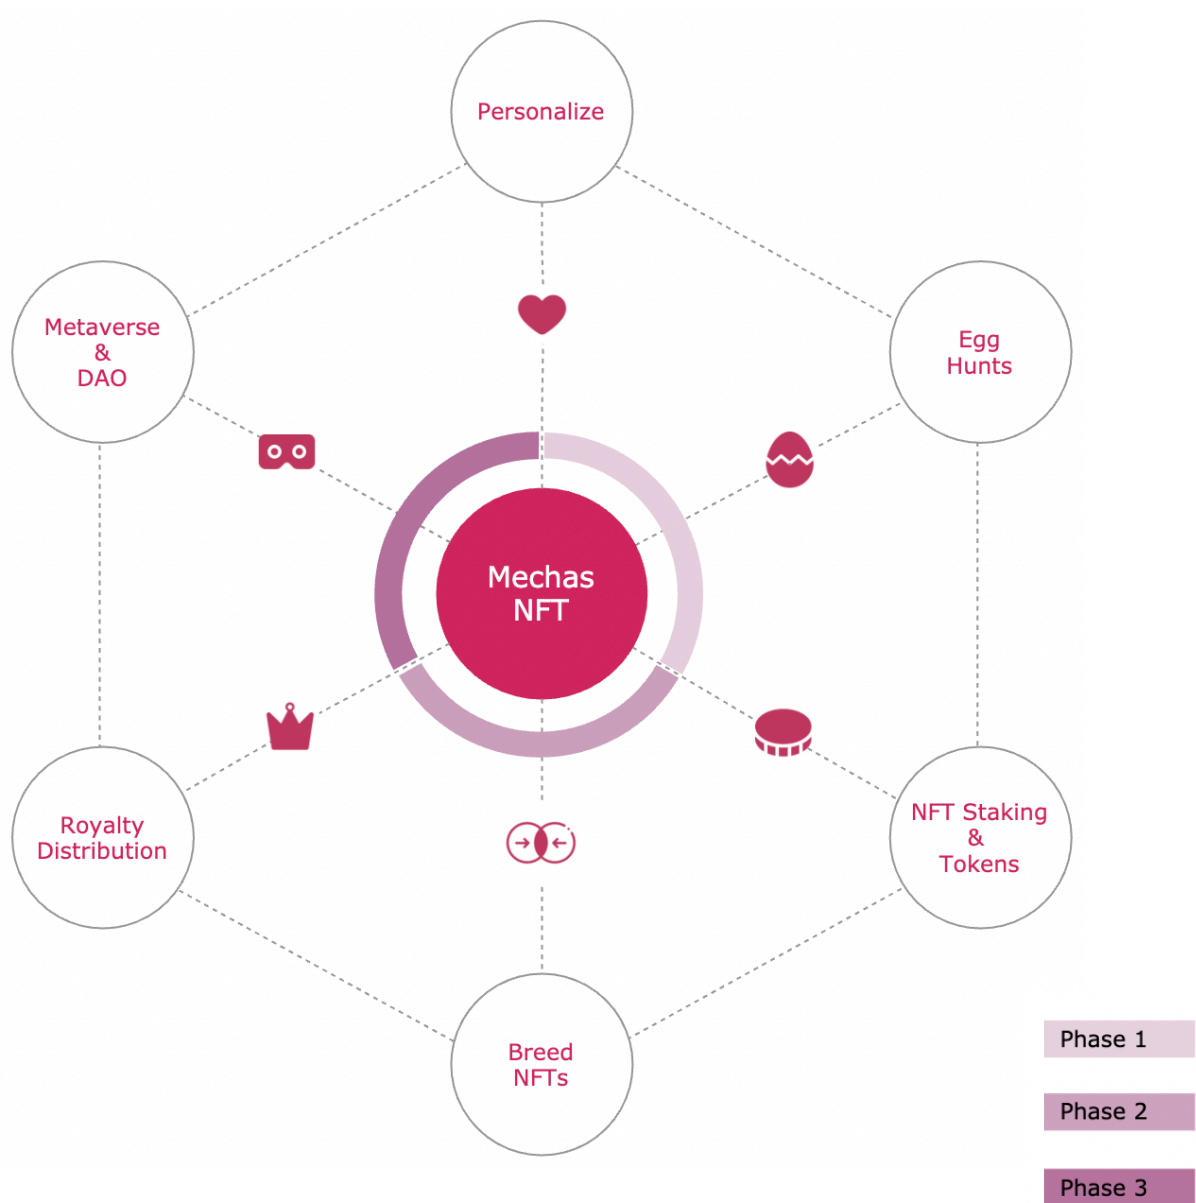 Personalize
Metaverse
&
DAO
Egg
Hunts
Mechas
NFT
Royalty
Distribution
NFT Staking
&
Tokens
Breed
NFTs
Phase 1
Phase 2
Phase 3